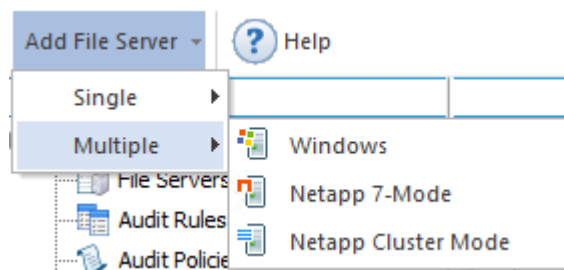 Add File Server Help
Single
Multiple Windows
File Servers Netapp 7-Mode
Audit Rules
Netapp Cluster Mode
Audit Policie